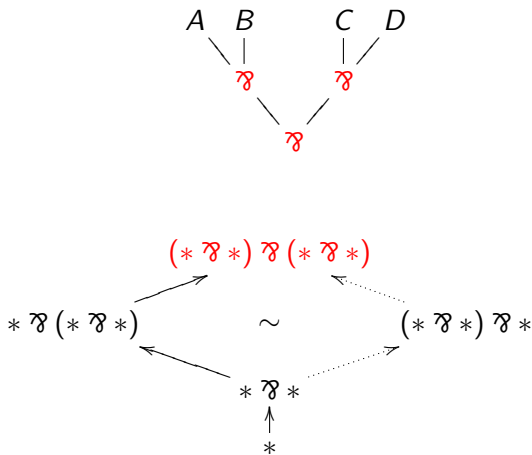 A B C D
⅋ ⅋
⅋
(∗ ⅋ ∗) ⅋ (∗ ⅋ ∗)
∗ ⅋ (∗ ⅋ ∗) ∼ (∗ ⅋ ∗) ⅋ ∗
∗ ⅋ ∗
∗